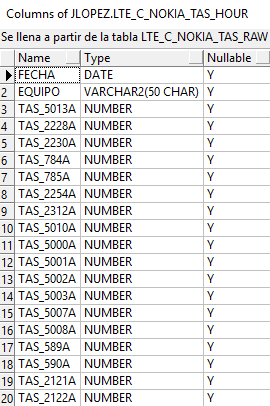 Columns of JLOPEZ.LTE_C_NOKIA_TAS_HOUR
Se llena a partir de la tabla LTE_C_NOKIA_TAS_RAW
Name Type Nullable
FECHA DATE Y
2 EQUIPO VARCHAR2(50 CHAR) Y
3 TAS_5013A NUMBER Y
4 TAS_2228A NUMBER Y
5 TAS_2230A NUMBER Y
6 TAS_784A NUMBER Y
7 TAS_785A NUMBER Y
8 TAS_2254A NUMBER Y
9 TAS_2312A NUMBER Y
10 TAS_5010A NUMBER Y
11 TAS_5000A NUMBER Y
12 TAS_5001A NUMBER Y
13 TAS_5002A NUMBER Y
14 TAS_5003A NUMBER Y
15 TAS_5007A NUMBER Y
16 TAS_5008A NUMBER Y
17 TAS_589A NUMBER Y
18 TAS_590A NUMBER Y
19 TAS_2121A NUMBER Y
20 TAS_2122A NUMBER Y